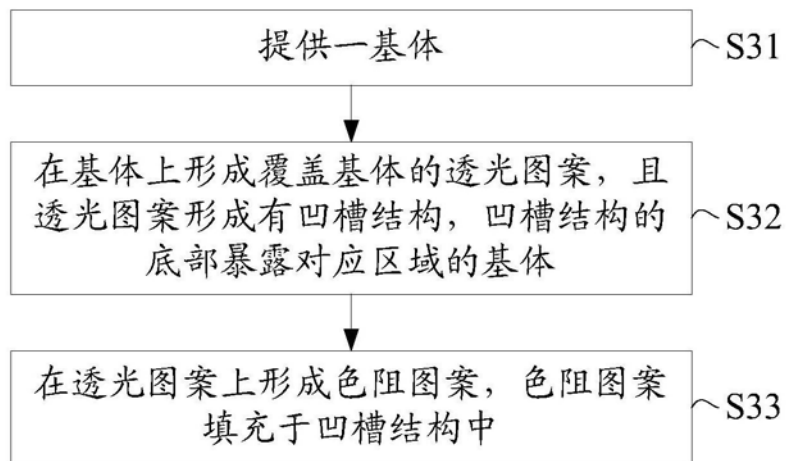 提供一基体
S31
在基体上形成覆盖基体的透光图案，且
透光图案形成有凹槽结构，凹槽结构的
底部暴露对应区域的基体
S32
在透光图案上形成色阻图案，色阻图案
填充于凹槽结构中
S33